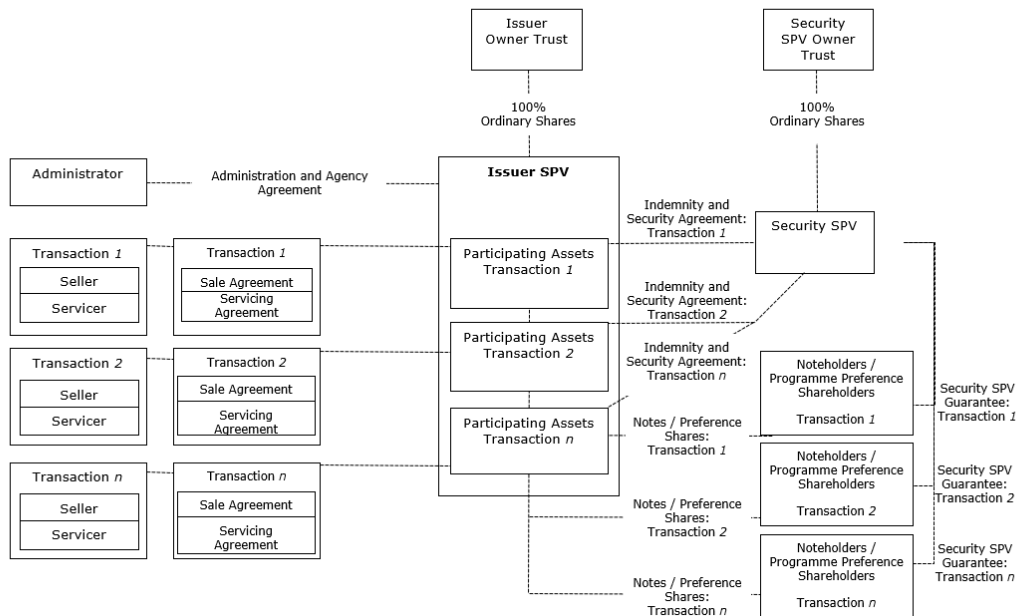 Issuer
Owner Trust
Security
SPV Owner
Trust
100%
Ordinary Shares
100%
Ordinary Shares
Administrator
Administration and Agency
Agreement
Issuer SPV
Indemnity and
Security Agreement:
Transaction 1
Security SPV
Transaction 1
Seller
Servicer
Transaction 1
Sale Agreement
Servicing
Agreement
Participating Assets
Transaction 1
Indemnity and
Security Agreement:
Transaction 2
Transaction 2
Seller
Servicer
Transaction 2
Sale Agreement
Servicing
Agreement
Participating Assets
Transaction 2
Indemnity and
Security Agreement:
Transaction n
Noteholders /
Programme Preference
Shareholders
Transaction 1
Security SPV
Guarantee:
Transaction 1
Participating Assets
Transaction n
Notes / Preference
Shares:
Transaction 1
Transaction n
Seller
Servicer
Transaction n
Sale Agreement
Servicing
Agreement
Noteholders /
Programme Preference
Shareholders
Transaction 2
Security SPV
Guarantee:
Transaction 2
Notes / Preference
Shares:
Transaction 2
Noteholders /
Programme Preference
Shareholders
Transaction n
Security SPV
Guarantee:
Transaction n
Notes / Preference
Shares:
Transaction n